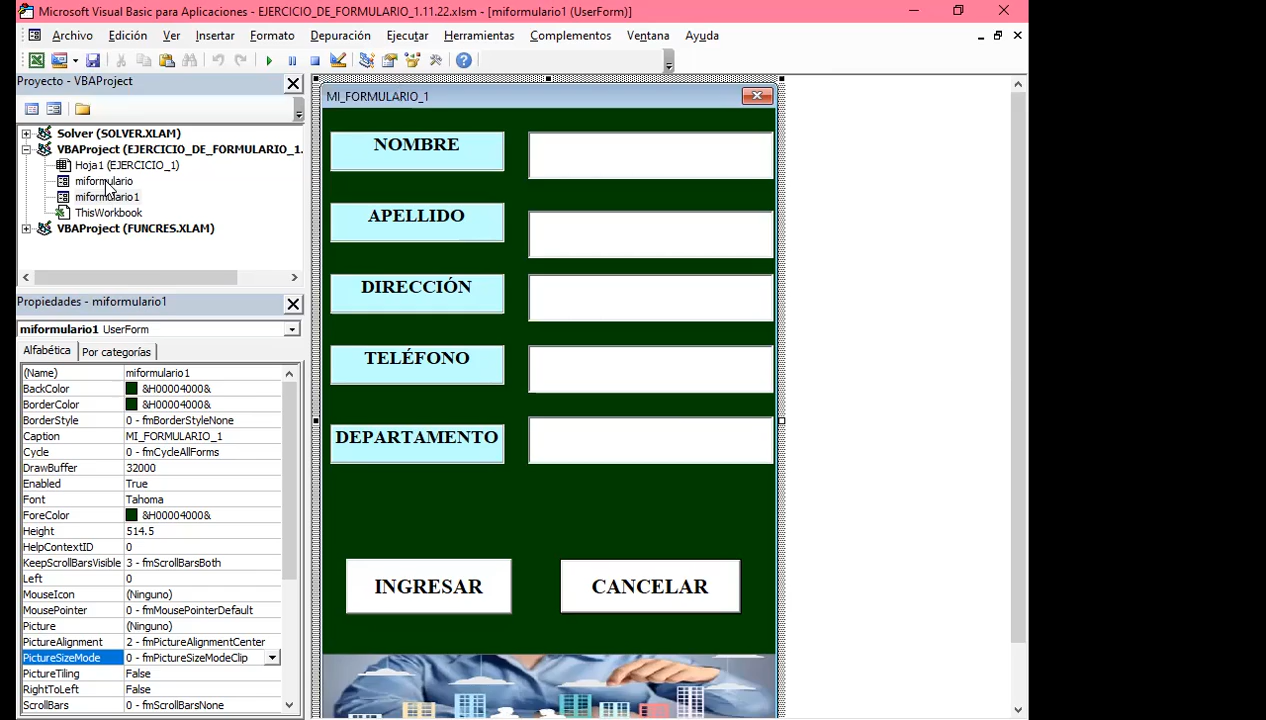 Microsoft Visual Basic para Aplicaciones - EJERCICIO_DE_FORMULARIO_1.11.22.xlsm - [miformulario1 (UserForm)]
Archivo Edición Ver Insertar Formato Depuración Ejecutar Herramientas Complementos Ventana Ayuda
Proyecto - VBAProject
Solver (SOLVER.XLAM)
VBAProject (EJERCICIO_DE_FORMULARIO_1.
Hoja1 (EJERCICIO_1)
miformulario
miformulario1
ThisWorkbook
VBAProject (FUNCRES.XLAM)
Propiedades - miformulario1
miformulario1 UserForm
Alfabética Por categorías
(Name) miformulario1
BackColor &H00004000&
BorderColor &H00004000&
BorderStyle 0 - fmBorderStyleNone
Caption MI_FORMULARIO_1
Cycle 0 - fmCycleAllForms
DrawBuffer 32000
Enabled True
Font Tahoma
ForeColor &H00004000&
Height 514.5
HelpContextID 0
KeepScrollBarsVisible 3 - fmScrollBarsBoth
Left 0
MouseIcon (Ninguno)
MousePointer 0 - fmMousePointerDefault
Picture (Ninguno)
PictureAlignment 2 - fmPictureAlignmentCenter
PictureSizeMode 0 - fmPictureSizeModeClip
PictureTiling False
RightToLeft False
ScrollBars 0 - fmScrollBarsNone
MI_FORMULARIO_1
NOMBRE
APELLIDO
DIRECCIÓN
TELÉFONO
DEPARTAMENTO
INGRESAR CANCELAR